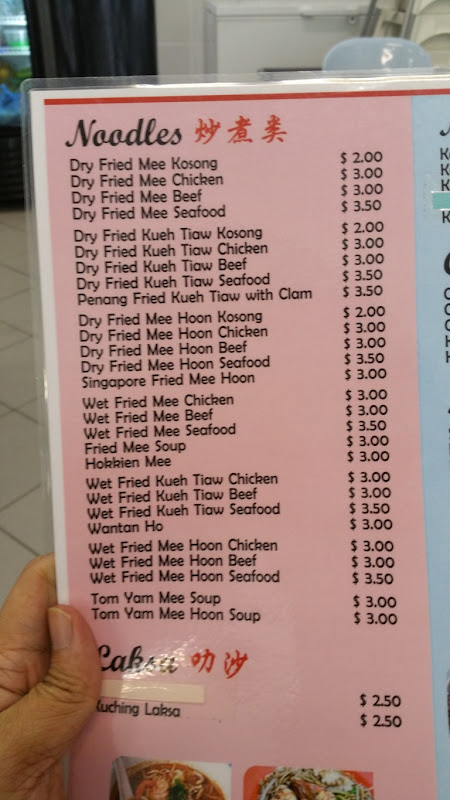 Noodles 炒煮类
Dry Fried Mee Kosong $ 2.00
Dry Fried Mee Chicken $ 3.00
Dry Fried Mee Beef $ 3.00
Dry Fried Mee Seafood $ 3.50
Dry Fried Kueh Tiaw Kosong $ 2.00
Dry Fried Kueh Tiaw Chicken $ 3.00
Dry Fried Kueh Tiaw Beef $ 3.00
Dry Fried Kueh Tiaw Seafood $ 3.50
Penang Fried Kueh Tiaw with Clam $ 3.50
Dry Fried Mee Hoon Kosong $ 2.00
Dry Fried Mee Hoon Chicken $ 3.00
Dry Fried Mee Hoon Beef $ 3.00
Dry Fried Mee Hoon Seafood $ 3.50
Singapore Fried Mee Hoon $ 3.00
Wet Fried Mee Chicken $ 3.00
Wet Fried Mee Beef $ 3.00
Wet Fried Mee Seafood $ 3.50
Fried Mee Soup $ 3.00
Hokkien Mee $ 3.00
Wet Fried Kueh Tiaw Chicken $ 3.00
Wet Fried Kueh Tiaw Beef $ 3.00
Wet Fried Kueh Tiaw Seafood $ 3.50
Wantan Ho $ 3.00
Wet Fried Mee Hoon Chicken $ 3.00
Wet Fried Mee Hoon Beef $ 3.00
Wet Fried Mee Hoon Seafood $ 3.50
Tom Yam Mee Soup $ 3.00
Tom Yam Mee Hoon Soup $ 3.00
Laksa 叻沙
$ 2.50
Kuching Laksa $ 2.50